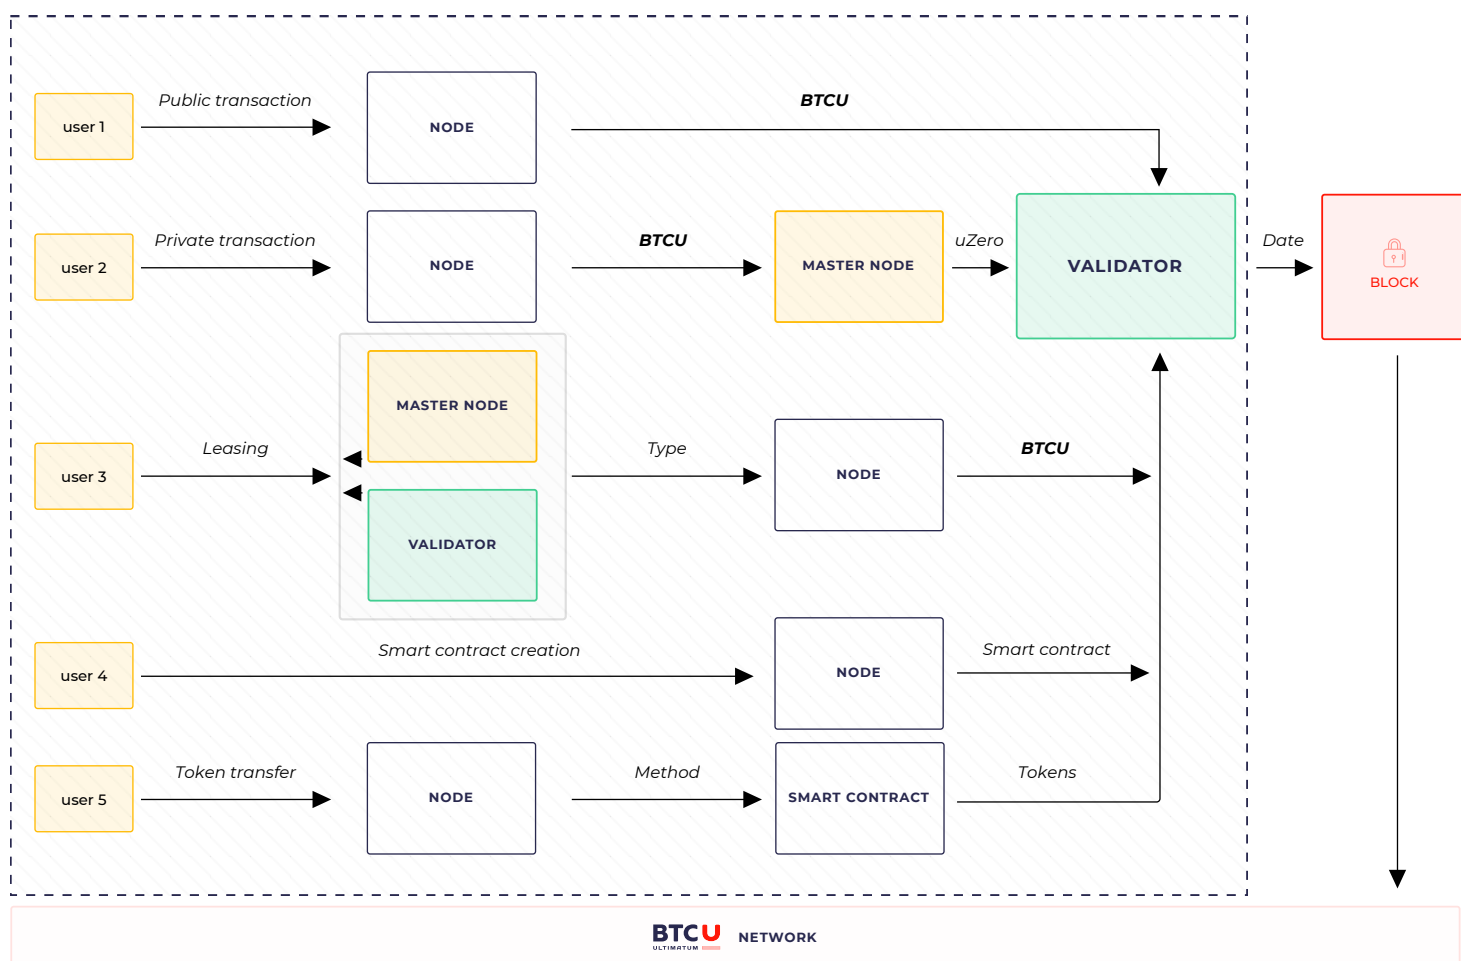 Public transaction
BTCU
user 1
NODE
Private transaction
BTCU
uZero
Date
user 2
NODE
MASTER NODE
VALIDATOR
BLOCK
MASTER NODE
Leasing
Type
BTCU
user 3
NODE
VALIDATOR
Smart contract creation
Smart contract
user 4
NODE
Token transfer
Method
Tokens
user 5
NODE
SMART CONTRACT
BTCU
ULTIMATUM
NETWORK